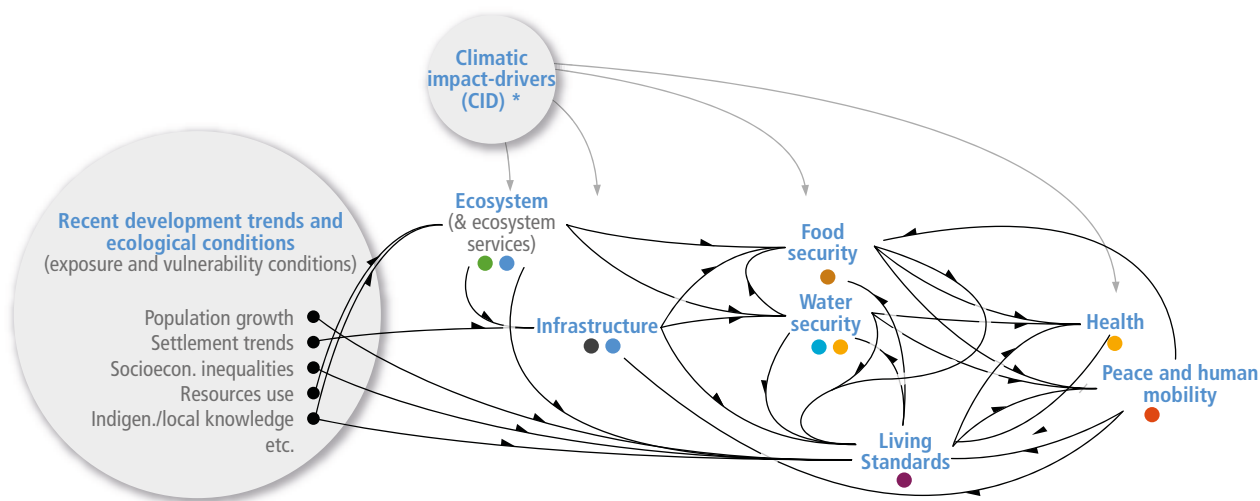 Climatic
impact-drivers
(CID) *
Recent development trends and
ecological conditions
(exposure and vulnerability conditions)
Population growth
Settlement trends
Socioecon. inequalities
Resources use
Indigen./local knowledge
etc.
Ecosystem
(& ecosystem
services)
Infrastructure
Food
security
Water
security
Health
Peace and human
mobility
Living
Standards